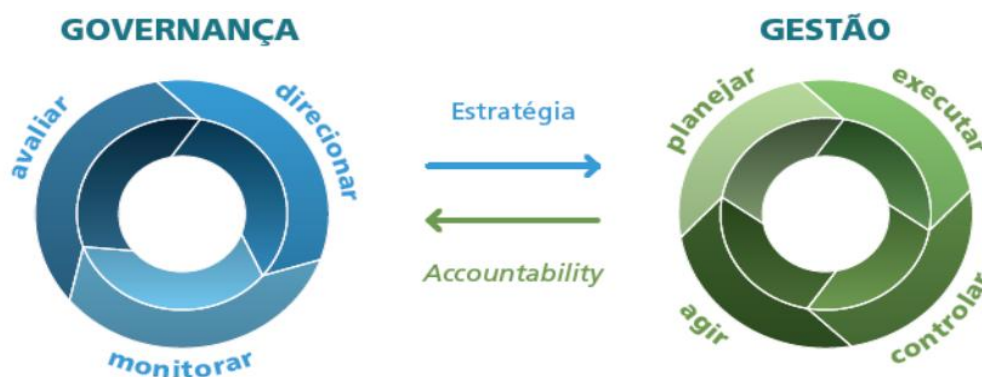 GOVERNANÇA
avaliar
direcionar
monitorar
Estratégia
Accountability
GESTÃO
planejar
executar
controlar
agir